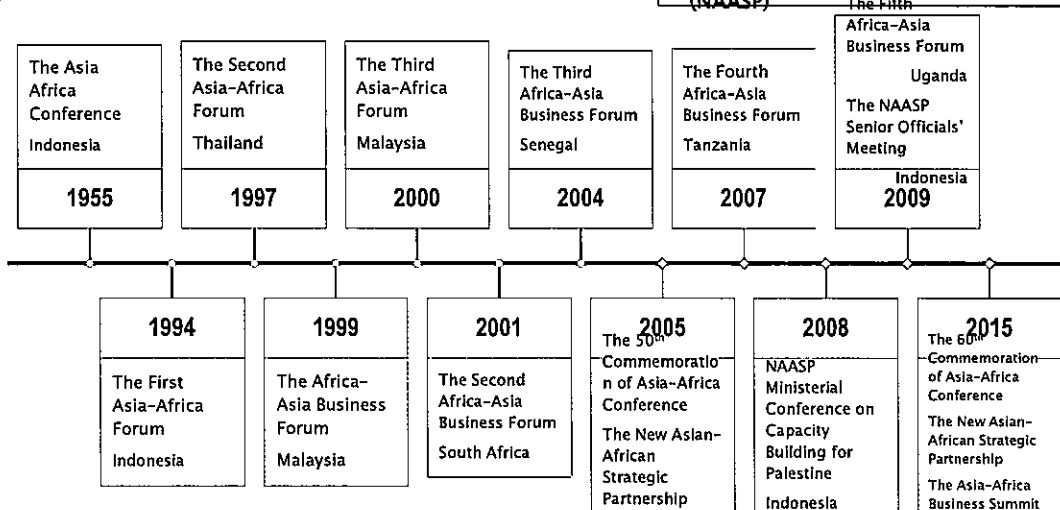 (NAASP)
The Asia
Africa
Conference
Indonesia
1955
The Second
Asia-Africa
Forum
Thailand
1997
The Third
Asia-Africa
Forum
Malaysia
2000
The Third
Africa-Asia
Business Forum
Senegal
2004
The Fourth
Africa-Asia
Business Forum
Tanzania
2007
The Fifth
Africa-Asia
Business Forum
Uganda
The NAASP
Senior Officials'
Meeting
Indonesia
2009
1994
The First
Asia-Africa
Forum
Indonesia
1999
The Africa-
Asia Business
Forum
Malaysia
2001
The Second
Africa-Asia
Business Forum
South Africa
2005
The 50th
Commemoratio
n of Asia-Africa
Conference
The New Asian-
African
Strategic
Partnership
2008
NAASP
Ministerial
Conference on
Capacity
Building for
Palestine
Indonesia
2015
The 60th
Commemoration
of Asia-Africa
Conference
The New Asian-
African Strategic
Partnership
The Asia-Africa
Business Summit